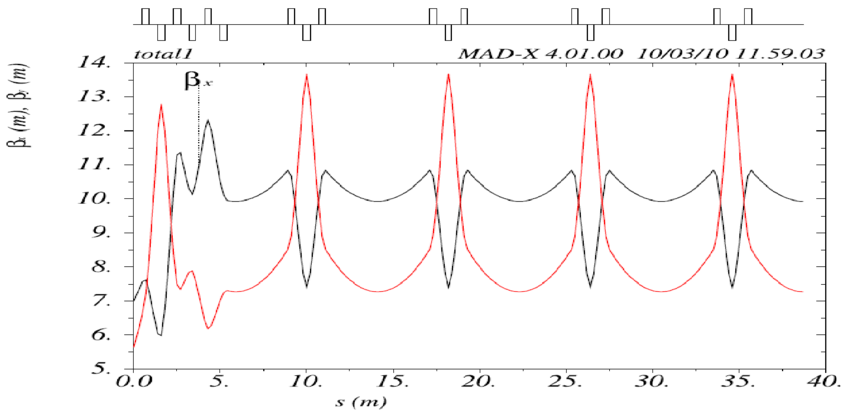 total1 MAD-X 4.01.00 10/03/10 11.59.03
βx (m), βy (m)
βx
14.
13.
12.
11.
10.
9.
8.
7.
6.
5.
0.0 5. 10. 15. 20. 25. 30. 35. 40.
s (m)